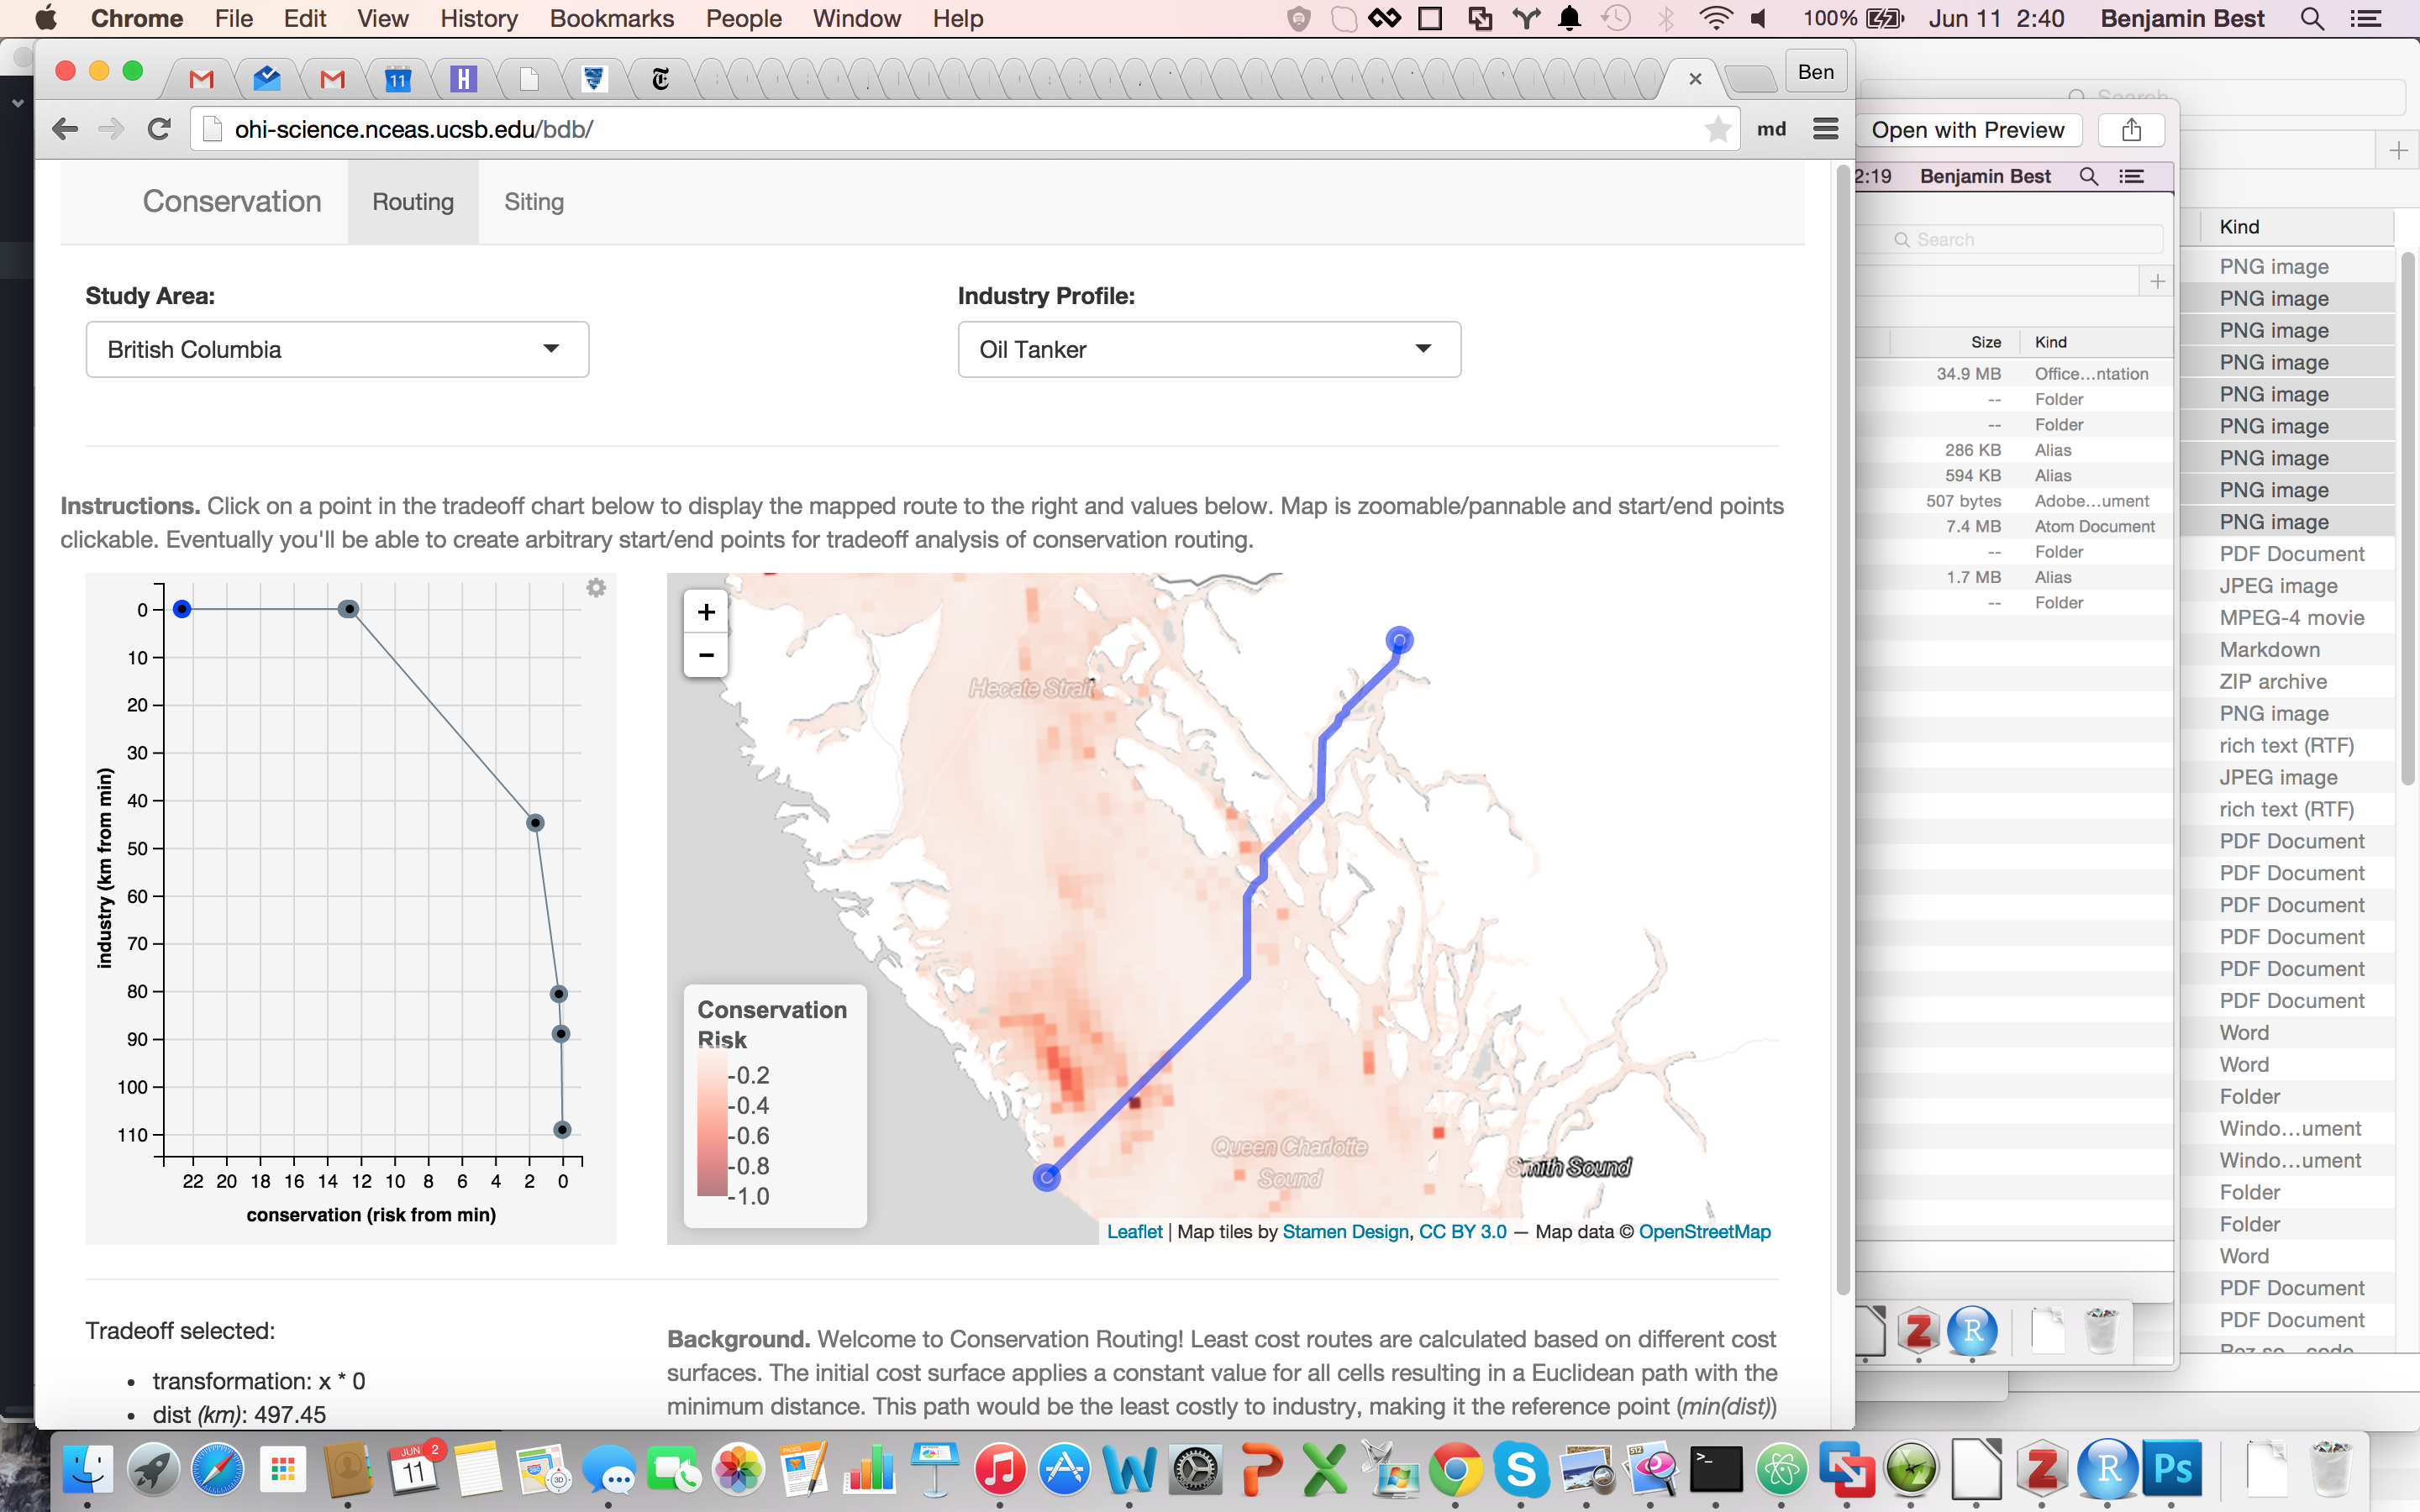 Chrome File Edit View History Bookmarks People Window Help 100% Jun 11 2:40 Benjamin Best
11 H T Ben
ohi-science.nceas.ucsb.edu/bdb/ md
Conservation Routing Siting
Study Area: Industry Profile:
British Columbia Oil Tanker
Instructions. Click on a point in the tradeoff chart below to display the mapped route to the right and values below. Map is zoomable/pannable and start/end points
clickable. Eventually you'll be able to create arbitrary start/end points for tradeoff analysis of conservation routing.
0
10
20
30
40
50
60
70
80
90
100
110
industry (km from min)
22 20 18 16 14 12 10 8 6 4 2 0
conservation (risk from min)
+
−
Hecate Strait
Queen Charlotte
Sound
Smith Sound
Conservation
Risk
-0.2
-0.4
-0.6
-0.8
-1.0
Leaflet | Map tiles by Stamen Design, CC BY 3.0 — Map data © OpenStreetMap
Tradeoff selected:
• transformation: x * 0
• dist (km): 497.45
Background. Welcome to Conservation Routing! Least cost routes are calculated based on different cost
surfaces. The initial cost surface applies a constant value for all cells resulting in a Euclidean path with the
minimum distance. This path would be the least costly to industry, making it the reference point (min(dist))
Search
Open with Preview
2:19 Benjamin Best
Search
Size Kind
34.9 MB Office...ntation
-- Folder
-- Folder
286 KB Alias
594 KB Alias
507 bytes Adobe...ument
7.4 MB Atom Document
-- Folder
1.7 MB Alias
-- Folder
Kind
PNG image
PNG image
PNG image
PNG image
PNG image
PNG image
PNG image
PNG image
PNG image
PDF Document
JPEG image
MPEG-4 movie
Markdown
ZIP archive
PNG image
rich text (RTF)
JPEG image
rich text (RTF)
PDF Document
PDF Document
PDF Document
PDF Document
PDF Document
PDF Document
Word
Word
Folder
Windo...ument
Windo...ument
Folder
Folder
Word
PDF Document
PDF Document
JUN 11 2
PAGES
Ps